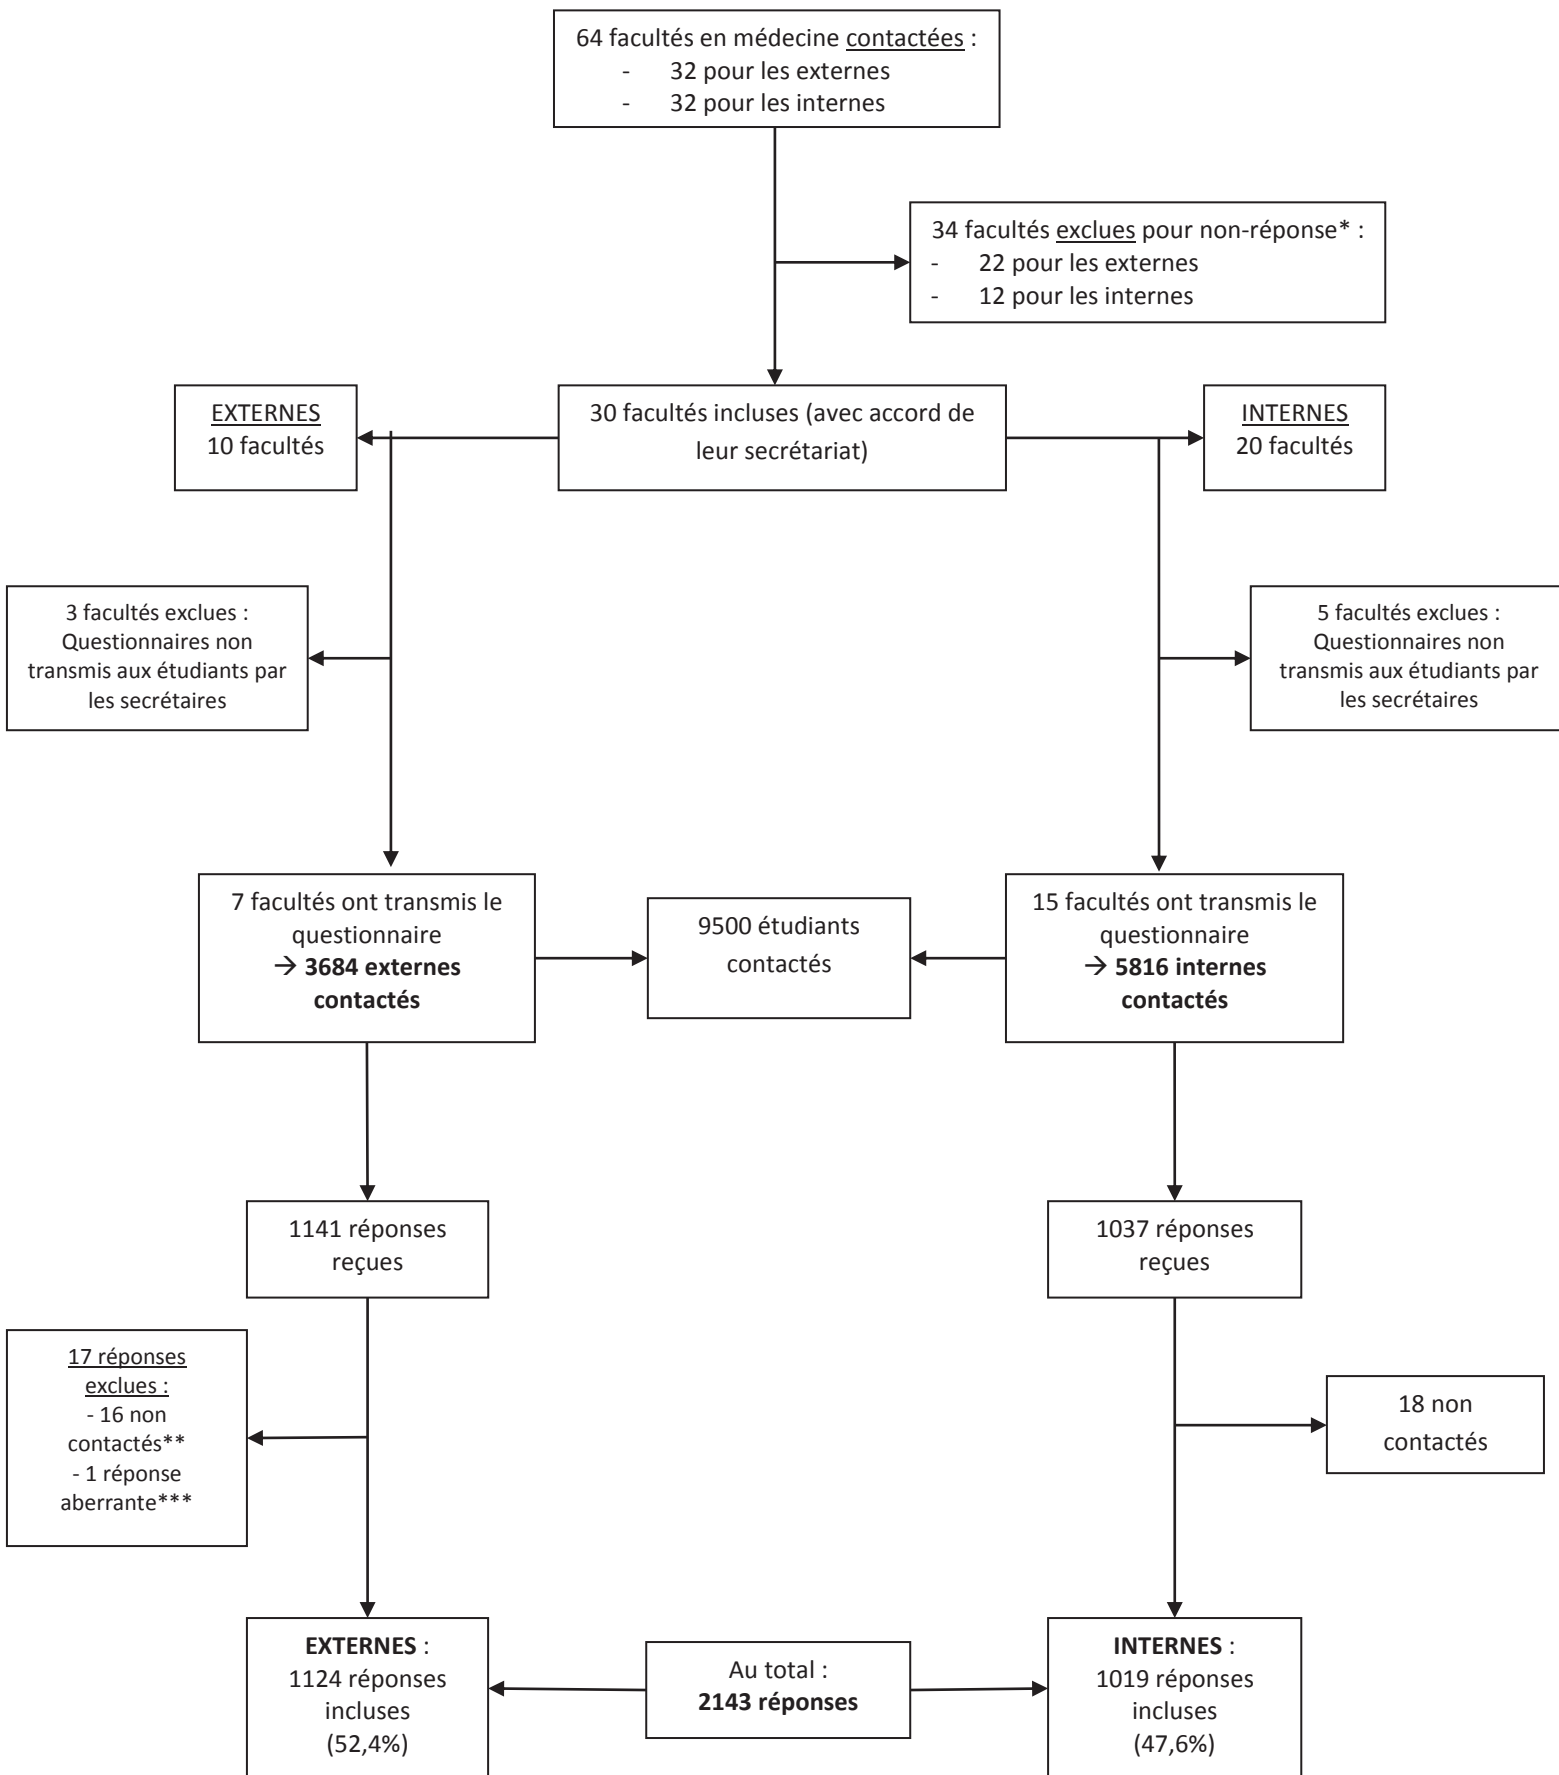 64 facultés en médecine contactées :
- 32 pour les externes
- 32 pour les internes
34 facultés exclues pour non-réponse* :
- 22 pour les externes
- 12 pour les internes
EXTERNES
10 facultés
30 facultés incluses (avec accord de
leur secrétariat)
INTERNES
20 facultés
3 facultés exclues :
Questionnaires non
transmis aux étudiants par
les secrétaires
5 facultés exclues :
Questionnaires non
transmis aux étudiants par
les secrétaires
7 facultés ont transmis le
questionnaire
→ 3684 externes
contactés
9500 étudiants
contactés
15 facultés ont transmis le
questionnaire
→ 5816 internes
contactés
1141 réponses
reçues
1037 réponses
reçues
17 réponses
exclues :
- 16 non
contactés**
- 1 réponse
aberrante***
18 non
contactés
EXTERNES :
1124 réponses
incluses
(52,4%)
Au total :
2143 réponses
INTERNES :
1019 réponses
incluses
(47,6%)